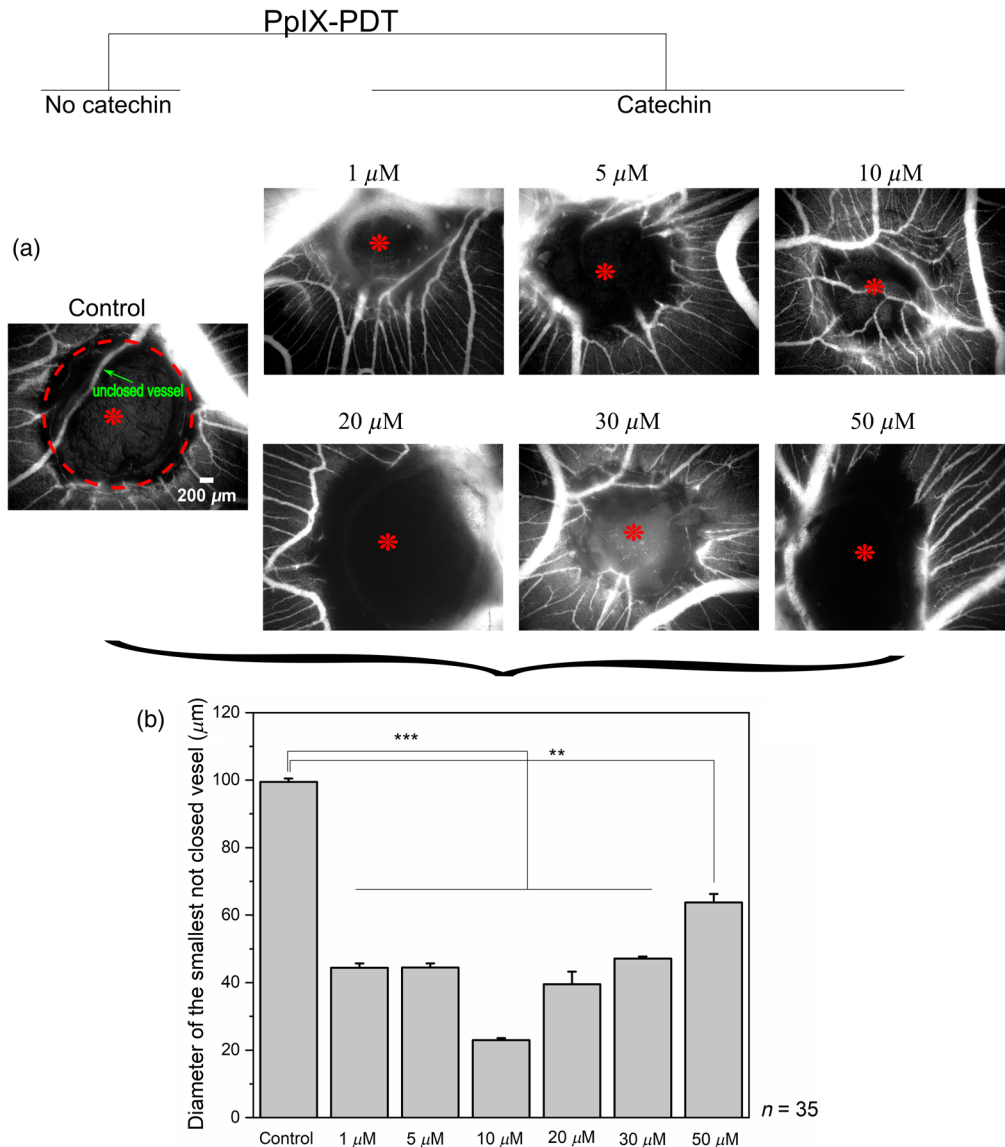 PpIX-PDT
No catechin
Catechin
1 μM
5 μM
10 μM
(a)
Control
unclosed vessel
200 μm
20 μM
30 μM
50 μM
(b)
Diameter of the smallest not closed vesel (μm)
120
100
80
60
40
20
0
***
**
Control
1 μM
5 μM
10 μM
20 μM
30 μM
50 μM
n = 35